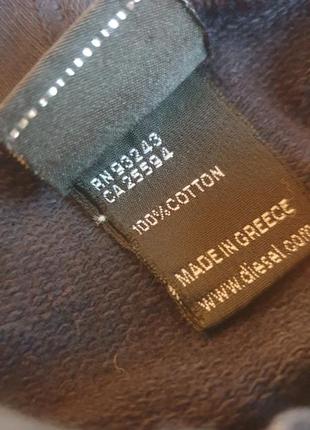 RN 93243
CA 25594
100% COTTON
MADE IN GREECE
www.diesel.com